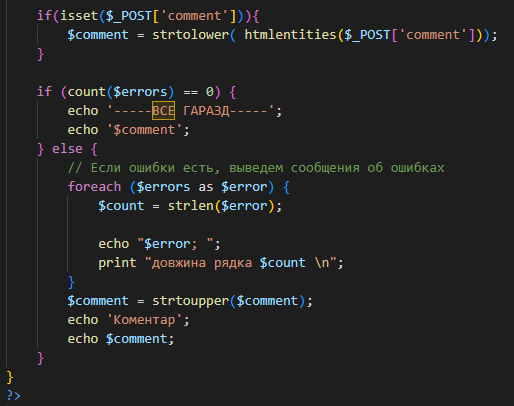 if(isset($_POST['comment'])){
$comment = strtolower( htmlentities($_POST['comment']));
}
if (count($errors) == 0) {
echo '-----ВСЕ ГАРАЗД-----';
echo '$comment';
} else {
// Если ошибки есть, выведем сообщения об ошибках
foreach ($errors as $error) {
$count = strlen($error);
echo "$error; ";
print "довжина рядка $count \n";
}
$comment = strtoupper($comment);
echo 'Коментар';
echo $comment;
}
}
?>